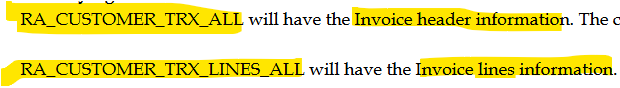 RA_CUSTOMER_TRX_ALL will have the Invoice header information. The c
RA_CUSTOMER_TRX_LINES_ALL will have the Invoice lines information.